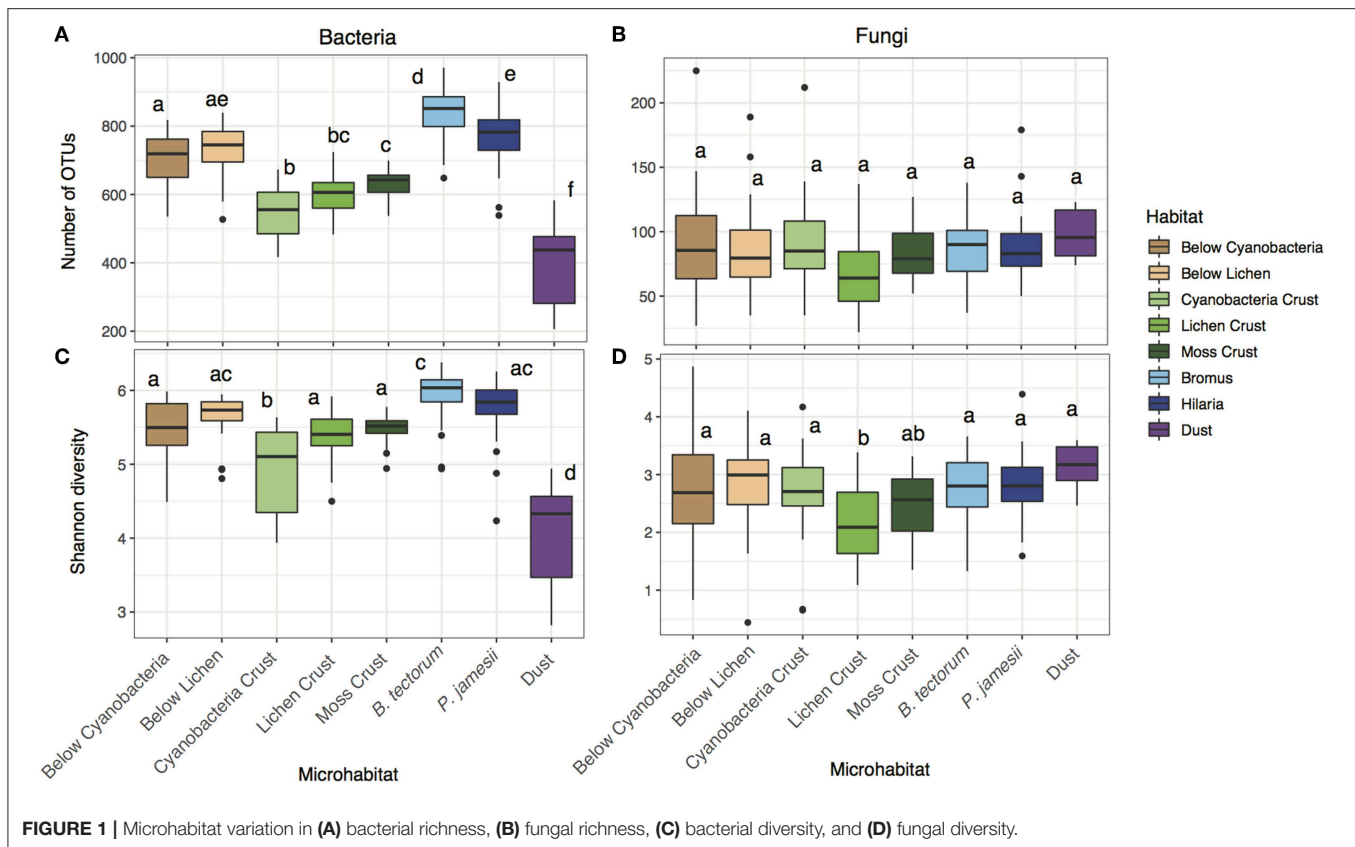 A
Bacteria
B
Fungi
Number of OTUs
1000
800
600
400
200
a
ae
b
bc
c
d
e
f
200
150
100
50
a
a
a
a
a
a
a
a
C
Shannon diversity
6
5
4
3
a
ac
b
a
a
c
ac
d
D
5
4
3
2
1
a
a
a
b
ab
a
a
a
Below Cyanobacteria
Below Lichen
Cyanobacteria Crust
Lichen Crust
Moss Crust
B. tectorum
P. jamesii
Dust
Microhabitat
Below Cyanobacteria
Below Lichen
Cyanobacteria Crust
Lichen Crust
Moss Crust
B. tectorum
P. jamesii
Dust
Microhabitat
Habitat
Below Cyanobacteria
Below Lichen
Cyanobacteria Crust
Lichen Crust
Moss Crust
Bromus
Hilaria
Dust
FIGURE 1 | Microhabitat variation in (A) bacterial richness, (B) fungal richness, (C) bacterial diversity, and (D) fungal diversity.